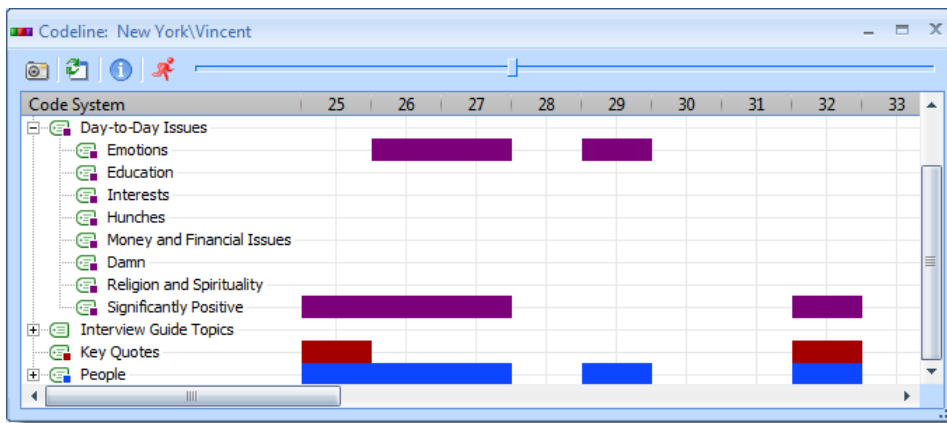 Codeline: New York\Vincent
Code System 25 26 27 28 29 30 31 32 33
Day-to-Day Issues
Emotions
Education
Interests
Hunches
Money and Financial Issues
Damn
Religion and Spirituality
Significantly Positive
Interview Guide Topics
Key Quotes
People